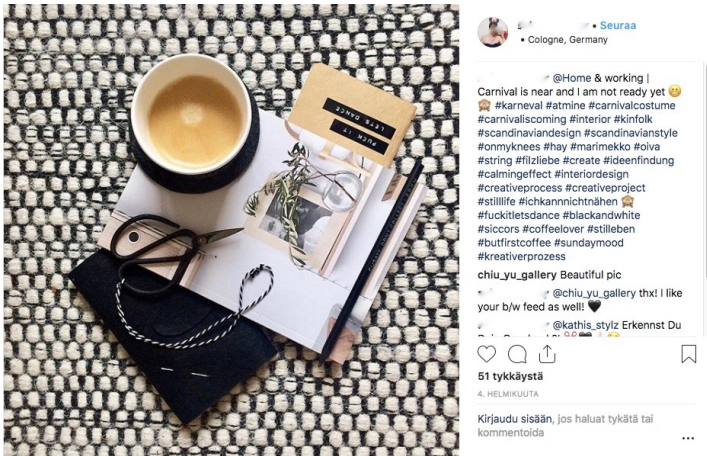 LETS DANCE
FUCK IT
• Seuraa
• Cologne, Germany
@Home & working |
Carnival is near and I am not ready yet 😁
🙈 #karneval #atmine #carnivalcostume
#carnivaliscoming #interior #kinfolk
#scandinaviandesign #scandinavianstyle
#onmyknees #hay #marimekko #oiva
#string #filzliebe #create #ideenfindung
#calmingeffect #interiordesign
#creativeprocess #creativeproject
#stilllife #ichkannnichtnähen 🙈
#fuckitletsdance #blackandwhite
#siccors #coffeelover #stilleben
#butfirstcoffee #sundaymood
#kreativerprozess
chiu_yu_gallery Beautiful pic
@chiu_yu_gallery thx! I like
your b/w feed as well! 🖤
@kathis_stylz Erkennst Du
51 tykkäystä
4. HELMIKUUTA
Kirjaudu sisään, jos haluat tykätä tai
kommentoida